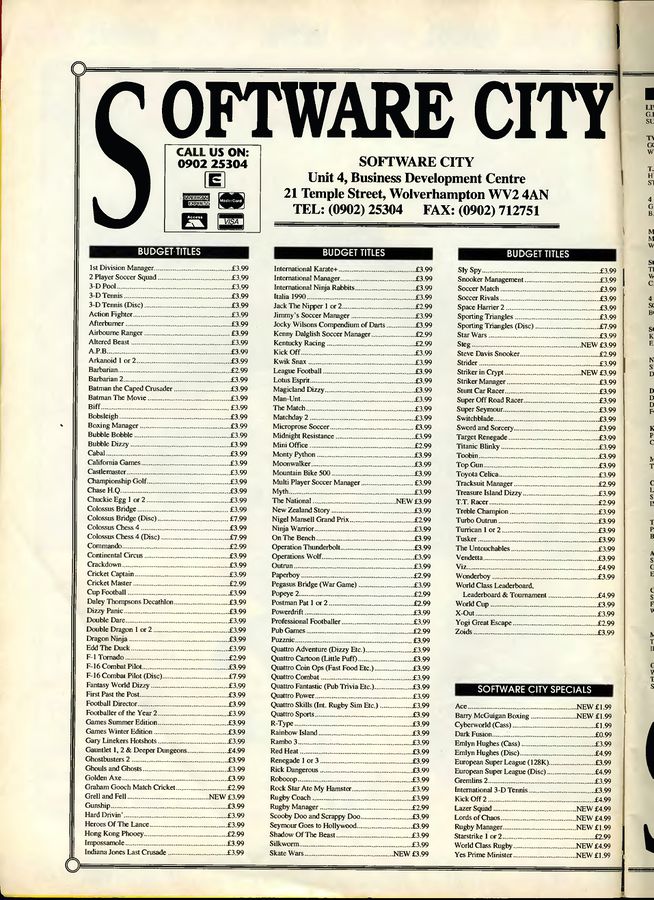 SOFTWARE CITY
CALL US ON:
0902 25304
E
AMERICAN EXPRESS
MasterCard
Access
VISA
SOFTWARE CITY
Unit 4, Business Development Centre
21 Temple Street, Wolverhampton WV2 4AN
TEL: (0902) 25304 FAX: (0902) 712751
BUDGET TITLES
1st Division Manager £3.99
2 Player Soccer Squad £3.99
3-D Pool £3.99
3-D Tennis £3.99
3-D Tennis (Disc) £3.99
Action Fighter £3.99
Afterburner £3.99
Airbourne Ranger £3.99
Altered Beast £3.99
A.P.B. £3.99
Arkanoid 1 or 2 £3.99
Barbarian £2.99
Barbarian 2 £3.99
Batman the Caped Crusader £3.99
Batman The Movie £3.99
Biff £3.99
Bobsleigh £3.99
Boxing Manager £3.99
Bubble Bobble £3.99
Bubble Dizzy £3.99
Cabal £3.99
California Games £3.99
Castlemaster £3.99
Championship Golf £3.99
Chase H.Q. £3.99
Chuckie Egg 1 or 2 £3.99
Colossus Bridge £3.99
Colossus Bridge (Disc) £7.99
Colossus Chess 4 £3.99
Colossus Chess 4 (Disc) £7.99
Commando £2.99
Continental Circus £3.99
Crackdown £3.99
Cricket Captain £3.99
Cricket Master £2.99
Cup Football £3.99
Daley Thompsons Decathlon £3.99
Dizzy Panic £3.99
Double Dare £3.99
Double Dragon 1 or 2 £3.99
Dragon Ninja £3.99
Edd The Duck £3.99
F-1 Tornado £2.99
F-16 Combat Pilot £3.99
F-16 Combat Pilot (Disc) £7.99
Fantasy World Dizzy £3.99
First Past the Post £3.99
Football Director £3.99
Footballer of the Year 2 £3.99
Games Summer Edition £3.99
Games Winter Edition £3.99
Gary Linekers Hotshots £3.99
Gauntlet 1, 2 & Deeper Dungeons £4.99
Ghostbusters 2 £3.99
Ghouls and Ghosts £3.99
Golden Axe £3.99
Graham Gooch Match Cricket £2.99
Grell and Fell NEW £3.99
Gunship £3.99
Hard Drivin' £3.99
Heroes Of The Lance £3.99
Hong Kong Phooey £2.99
Impossamole £3.99
Indiana Jones Last Crusade £3.99
BUDGET TITLES
International Karate+ £3.99
International Manager £3.99
International Ninja Rabbits £3.99
Italia 1990 £3.99
Jack The Nipper 1 or 2 £2.99
Jimmy's Soccer Manager £3.99
Jocky Wilsons Compendium of Darts £3.99
Kenny Dalglish Soccer Manager £2.99
Kentucky Racing £2.99
Kick Off £3.99
Kwik Snax £3.99
League Football £3.99
Lotus Esprit £3.99
Magicland Dizzy £3.99
Man-Unt £3.99
The Match £3.99
Matchday 2 £3.99
Microprose Soccer £3.99
Midnight Resistance £3.99
Mini Office £2.99
Monty Python £3.99
Moonwalker £3.99
Mountain Bike 500 £3.99
Multi Player Soccer Manager £3.99
Myth £3.99
The National NEW £3.99
New Zealand Story £3.99
Nigel Mansell Grand Prix £2.99
Ninja Warrior £3.99
On The Bench £3.99
Operation Thunderbolt £3.99
Operations Wolf £3.99
Outrun £3.99
Paperboy £2.99
Pegasus Bridge (War Game) £3.99
Popeye 2 £3.99
Postman Pat 1 or 2 £2.99
Powerdrift £3.99
Professional Footballer £3.99
Pub Games £2.99
Puzznic £3.99
Quattro Adventure (Dizzy Etc.) £3.99
Quattro Cartoon (Little Puff) £3.99
Quattro Coin Ops (Fast Food Etc.) £3.99
Quattro Combat £3.99
Quattro Fantastic (Pub Trivia Etc.) £3.99
Quattro Power £3.99
Quattro Skills (Int. Rugby Sim Etc.) £3.99
Quattro Sports £3.99
R-Type £3.99
Rainbow Island £3.99
Rambo 3 £3.99
Red Heat £3.99
Renegade 1 or 3 £3.99
Rick Dangerous £3.99
Robocop £3.99
Rock Star Ate My Hamster £3.99
Rugby Coach £3.99
Rugby Manager £2.99
Scooby Doo and Scrappy Doo £3.99
Seymour Goes to Hollywood £3.99
Shadow Of The Beast £3.99
Silkworm £3.99
Skate Wars NEW £3.99
BUDGET TITLES
Sly Spy £3.99
Snooker Management £3.99
Soccer Match £3.99
Soccer Rivals £3.99
Space Harrier 2 £3.99
Sporting Triangles £3.99
Sporting Triangles (Disc) £7.99
Star Wars £3.99
Steg NEW £3.99
Steve Davis Snooker £2.99
Strider £3.99
Striker in Crypt NEW £3.99
Striker Manager £3.99
Stunt Car Racer £3.99
Super Off Road Racer £3.99
Super Seymour £3.99
Switchblade £3.99
Sword and Sorcery £3.99
Target Renegade £3.99
Titanic Blinky £3.99
Toobin £3.99
Top Gun £3.99
Toyota Celica £3.99
Tracksuit Manager £2.99
Treasure Island Dizzy £3.99
T.T. Racer £2.99
Treble Champion £3.99
Turbo Outrun £3.99
Turrican 1 or 2 £3.99
Tusker £3.99
The Untouchables £3.99
Vendetta £3.99
Viz £4.99
Wonderboy £3.99
World Class Leaderboard,
Leaderboard & Tournament £4.99
World Cup £3.99
X-Out £3.99
Yogi Great Escape £2.99
Zoids £3.99
SOFTWARE CITY SPECIALS
Ace NEW £1.99
Barry McGuigan Boxing NEW £1.99
Cyberworld (Cass) £1.99
Dark Fusion £0.99
Emlyn Hughes (Cass) £3.99
Emlyn Hughes (Disc) £4.99
European Super League (128K) £3.99
European Super League (Disc) £4.99
Gremlins 2 £3.99
International 3-D Tennis £3.99
Kick Off 2 £4.99
Lazer Squad NEW £4.99
Lords of Chaos NEW £4.99
Rugby Manager NEW £1.99
Starstrike 1 or 2 £2.99
World Class Rugby NEW £4.99
Yes Prime Minister NEW £1.99